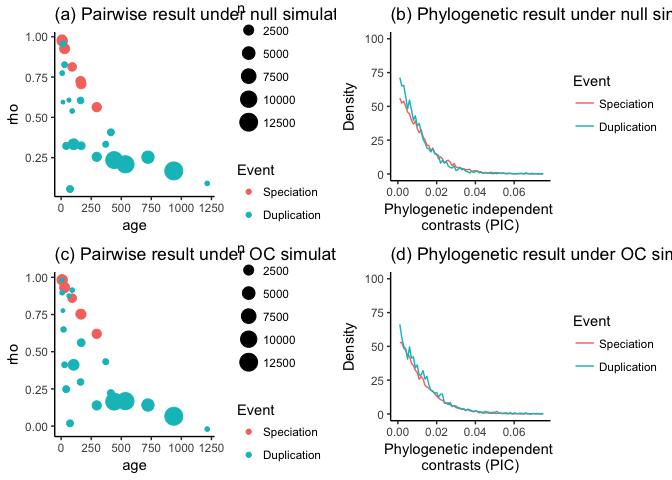 (a) Pairwise result under null simulat
n
1.00
0.75
0.50
0.25
rho
0
250
500
750
1000
1250
age
2500
5000
7500
10000
12500
Event
Speciation
Duplication
(b) Phylogenetic result under null sim
100
75
50
25
0
Density
0.00
0.02
0.04
0.06
Phylogenetic independent
contrasts (PIC)
Event
Speciation
Duplication
(c) Pairwise result under OC simulat
n
1.00
0.75
0.50
0.25
0.00
rho
0
250
500
750
1000
1250
age
2500
5000
7500
10000
12500
Event
Speciation
Duplication
(d) Phylogenetic result under OC sim
100
75
50
25
0
Density
0.00
0.02
0.04
0.06
Phylogenetic independent
contrasts (PIC)
Event
Speciation
Duplication